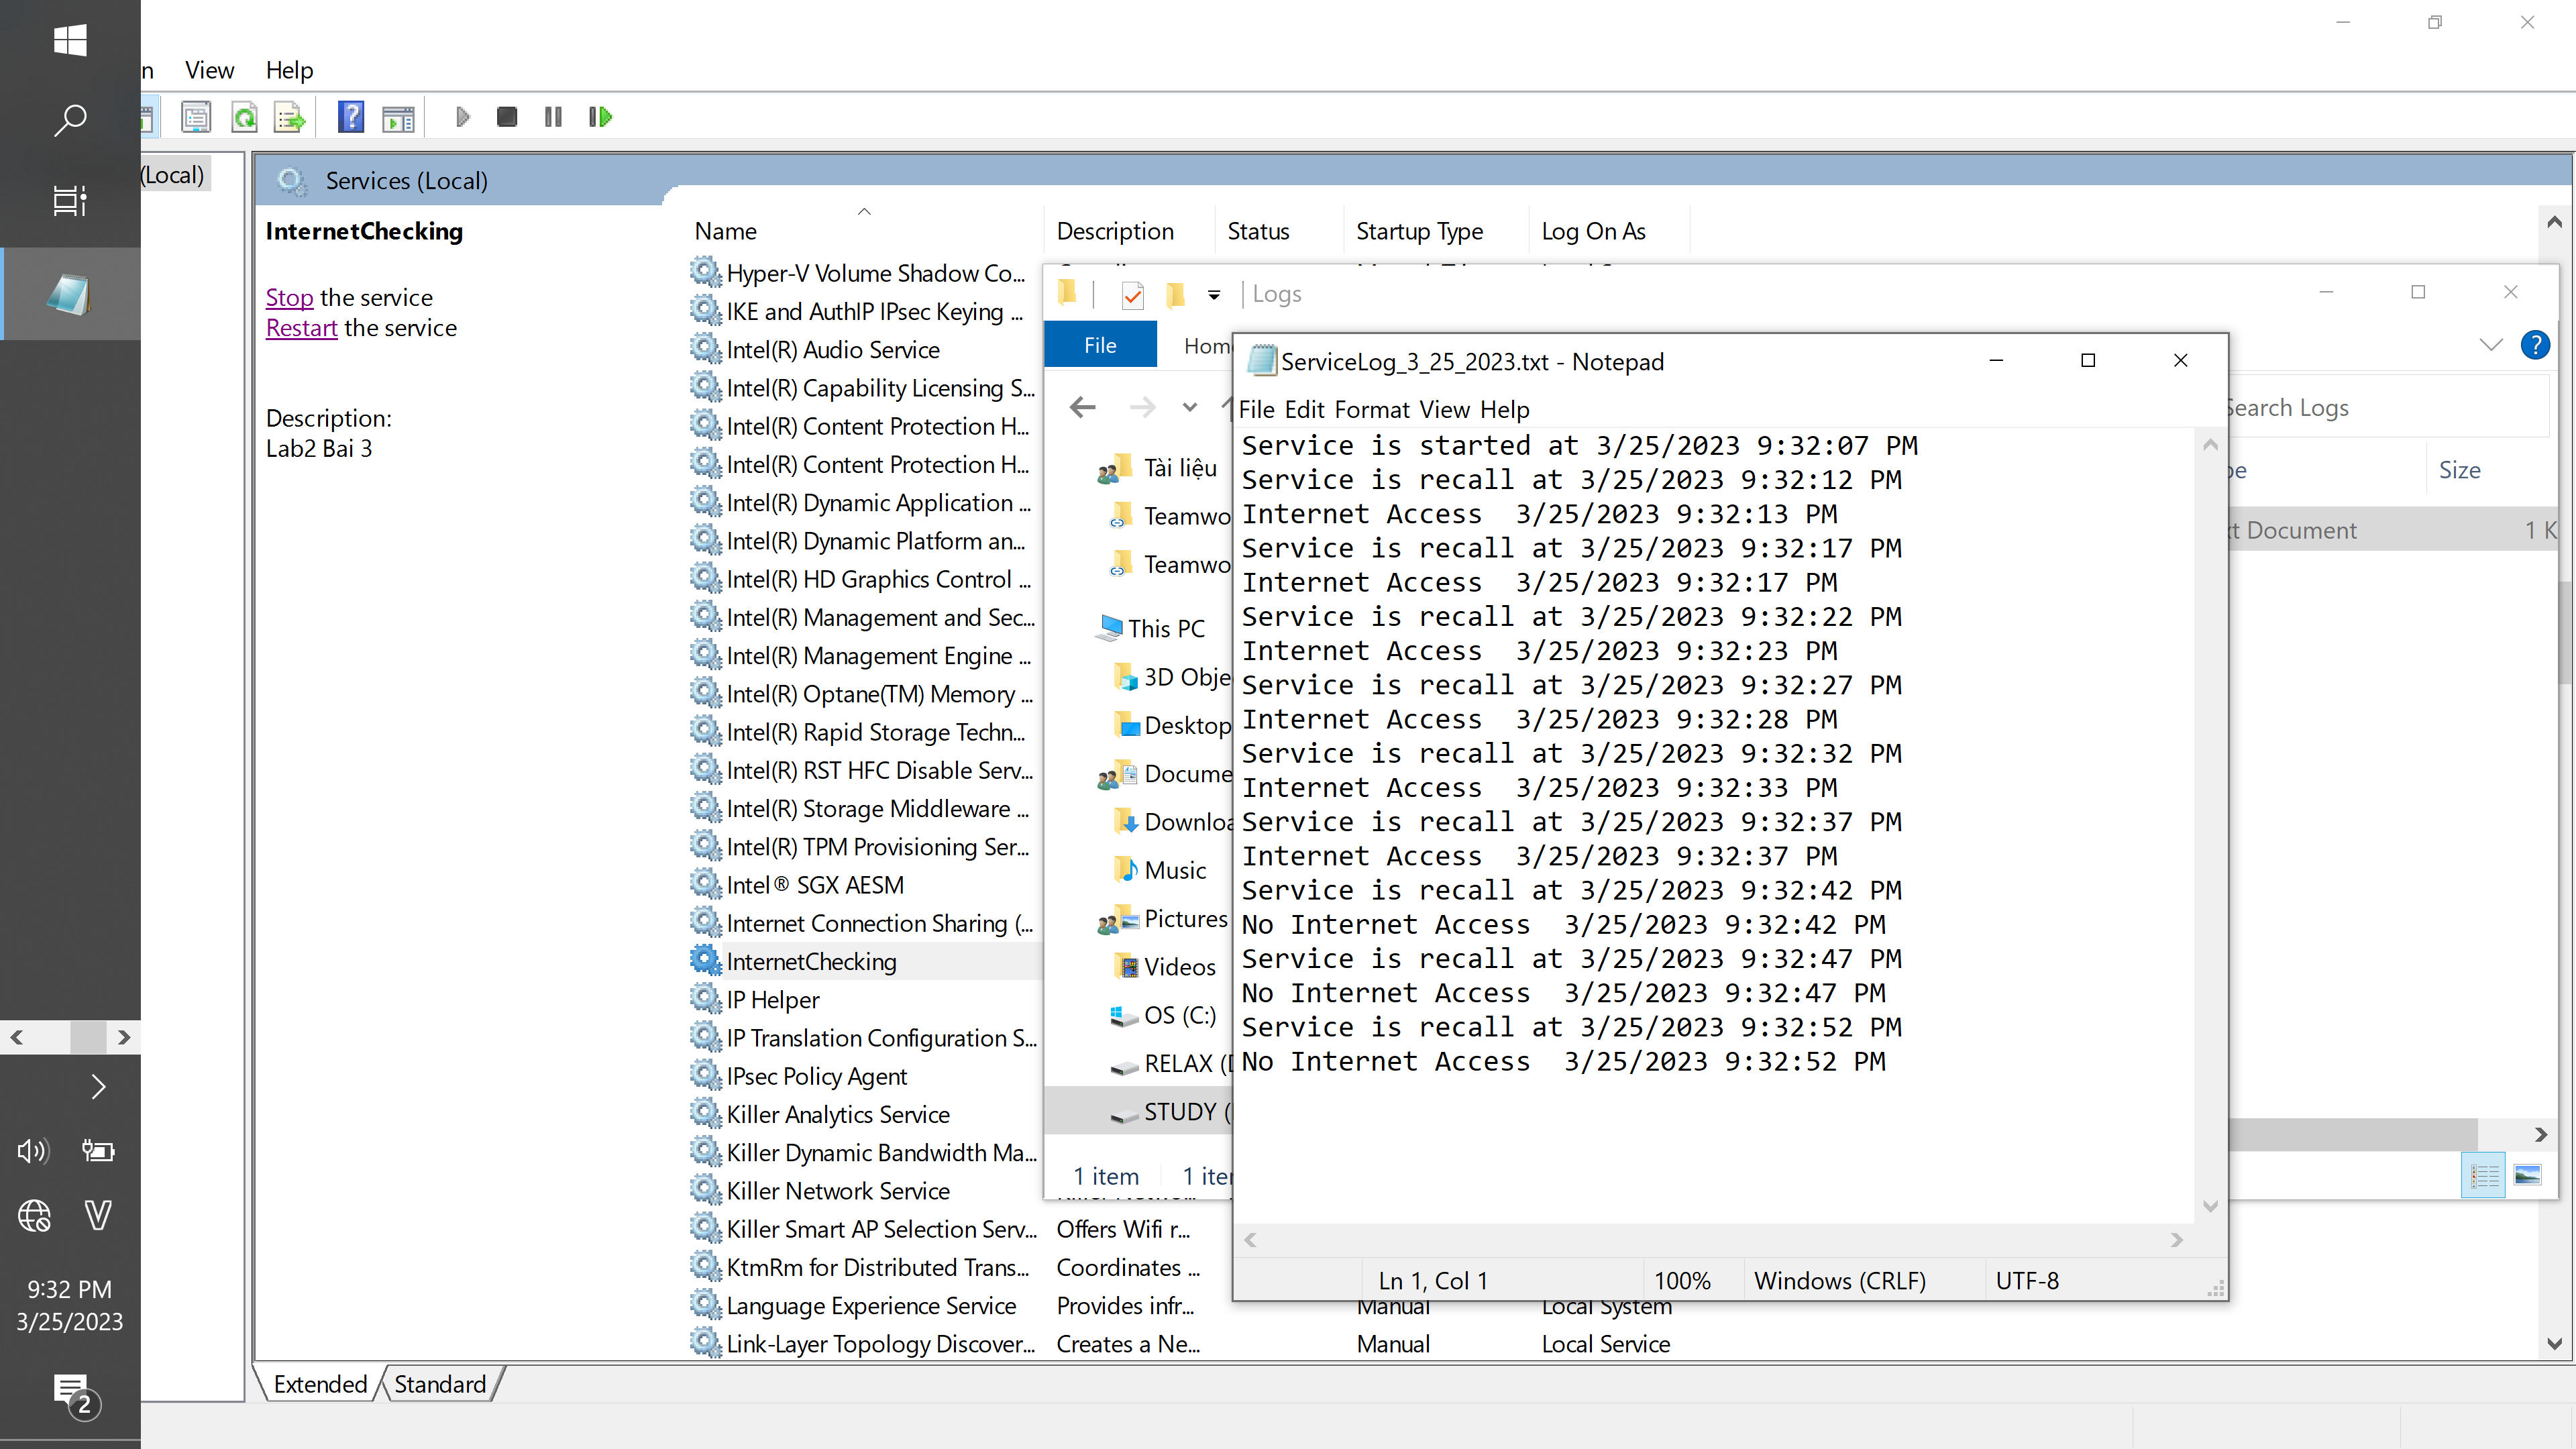 View Help
(Local)
Services (Local)
InternetChecking
Stop the service
Restart the service
Description:
Lab2 Bai 3
Name Description Status Startup Type Log On As
Hyper-V Volume Shadow Co...
IKE and AuthIP IPsec Keying ...
Intel(R) Audio Service
Intel(R) Capability Licensing S...
Intel(R) Content Protection H...
Intel(R) Content Protection H...
Intel(R) Dynamic Application ...
Intel(R) Dynamic Platform an...
Intel(R) HD Graphics Control ...
Intel(R) Management and Sec...
Intel(R) Management Engine ...
Intel(R) Optane(TM) Memory ...
Intel(R) Rapid Storage Techn...
Intel(R) RST HFC Disable Serv...
Intel(R) Storage Middleware ...
Intel(R) TPM Provisioning Ser...
Intel® SGX AESM
Internet Connection Sharing (...
InternetChecking
IP Helper
IP Translation Configuration S...
IPsec Policy Agent
Killer Analytics Service
Killer Dynamic Bandwidth Ma...
Killer Network Service
Killer Smart AP Selection Serv... Offers Wifi r...
KtmRm for Distributed Trans... Coordinates ...
Language Experience Service Provides infr... Manual Local System
Link-Layer Topology Discover... Creates a Ne... Manual Local Service
Extended Standard
Logs
File
Search Logs
Size
Document 1 K
Tài liệu
Teamwo
Teamwo
This PC
3D Obje
Desktop
Docume
Downloa
Music
Pictures
Videos
OS (C:)
RELAX (
STUDY (
1 item 1 ite
ServiceLog_3_25_2023.txt - Notepad
File Edit Format View Help
Service is started at 3/25/2023 9:32:07 PM
Service is recall at 3/25/2023 9:32:12 PM
Internet Access  3/25/2023 9:32:13 PM
Service is recall at 3/25/2023 9:32:17 PM
Internet Access  3/25/2023 9:32:17 PM
Service is recall at 3/25/2023 9:32:22 PM
Internet Access  3/25/2023 9:32:23 PM
Service is recall at 3/25/2023 9:32:27 PM
Internet Access  3/25/2023 9:32:28 PM
Service is recall at 3/25/2023 9:32:32 PM
Internet Access  3/25/2023 9:32:33 PM
Service is recall at 3/25/2023 9:32:37 PM
Internet Access  3/25/2023 9:32:37 PM
Service is recall at 3/25/2023 9:32:42 PM
No Internet Access  3/25/2023 9:32:42 PM
Service is recall at 3/25/2023 9:32:47 PM
No Internet Access  3/25/2023 9:32:47 PM
Service is recall at 3/25/2023 9:32:52 PM
No Internet Access  3/25/2023 9:32:52 PM
Ln 1, Col 1 100% Windows (CRLF) UTF-8
9:32 PM
3/25/2023
2